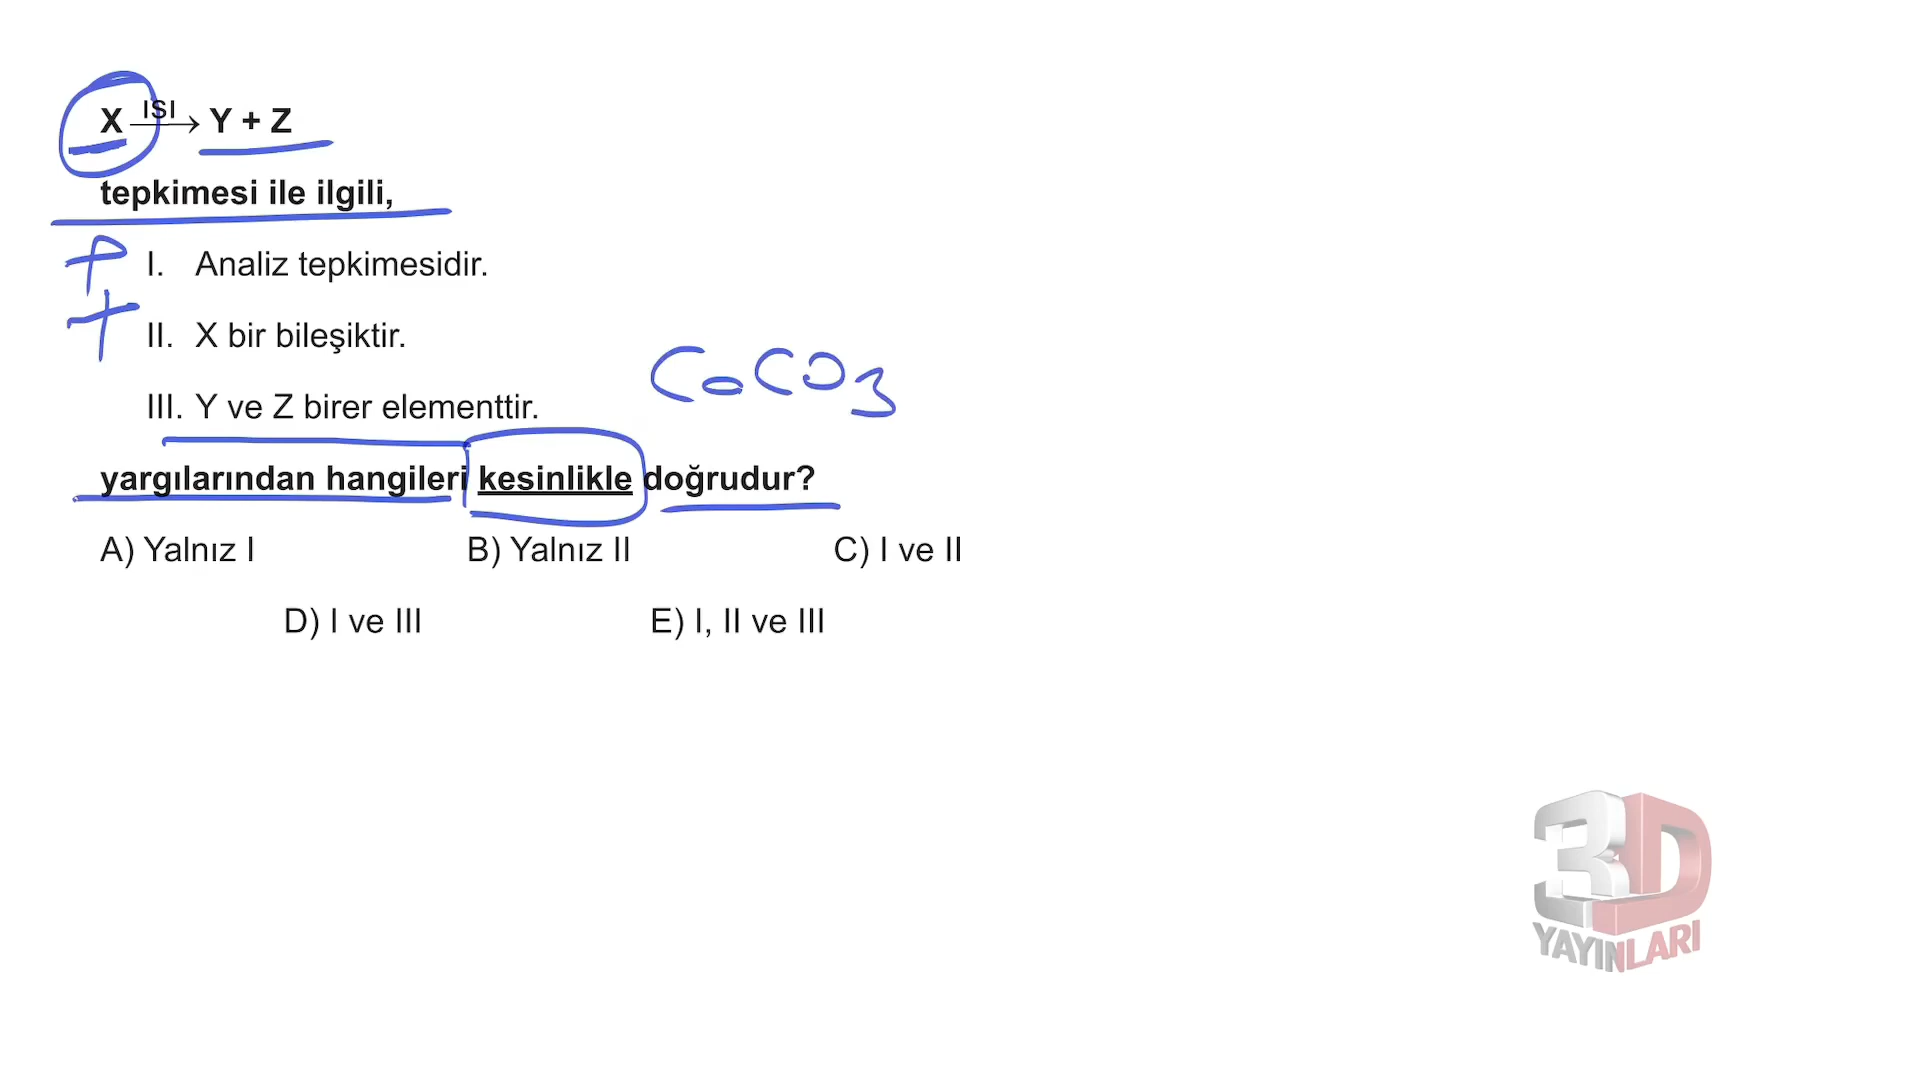 X ISI → Y + Z
tepkimesi ile ilgili,
I. Analiz tepkimesidir.
II. X bir bileşiktir.
CaCO3
III. Y ve Z birer elementtir.
yargılarından hangileri kesinlikle doğrudur?
A) Yalnız I B) Yalnız II C) I ve II
D) I ve III E) I, II ve III
3D
YAYINLARI